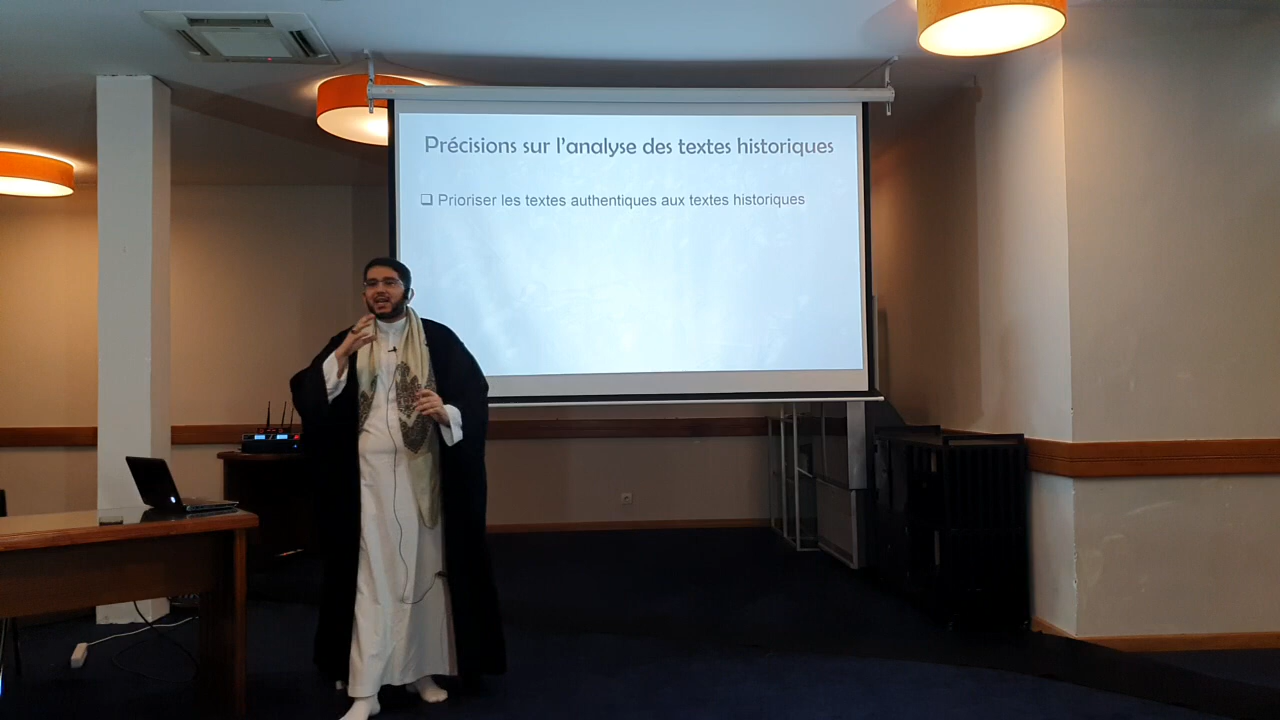 Précisions sur l'analyse des textes historiques
❑ Prioriser les textes authentiques aux textes historiques